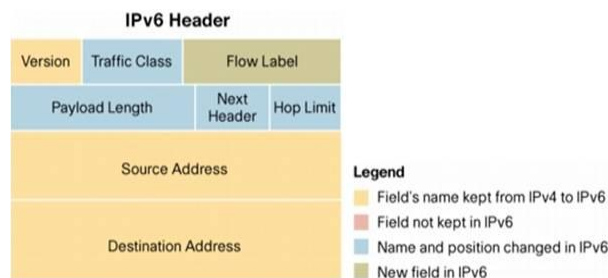 IPv6 Header
Version Traffic Class Flow Label
Payload Length Next Header Hop Limit
Source Address
Destination Address
Legend
Field's name kept from IPv4 to IPv6
Field not kept in IPv6
Name and position changed in IPv6
New field in IPv6